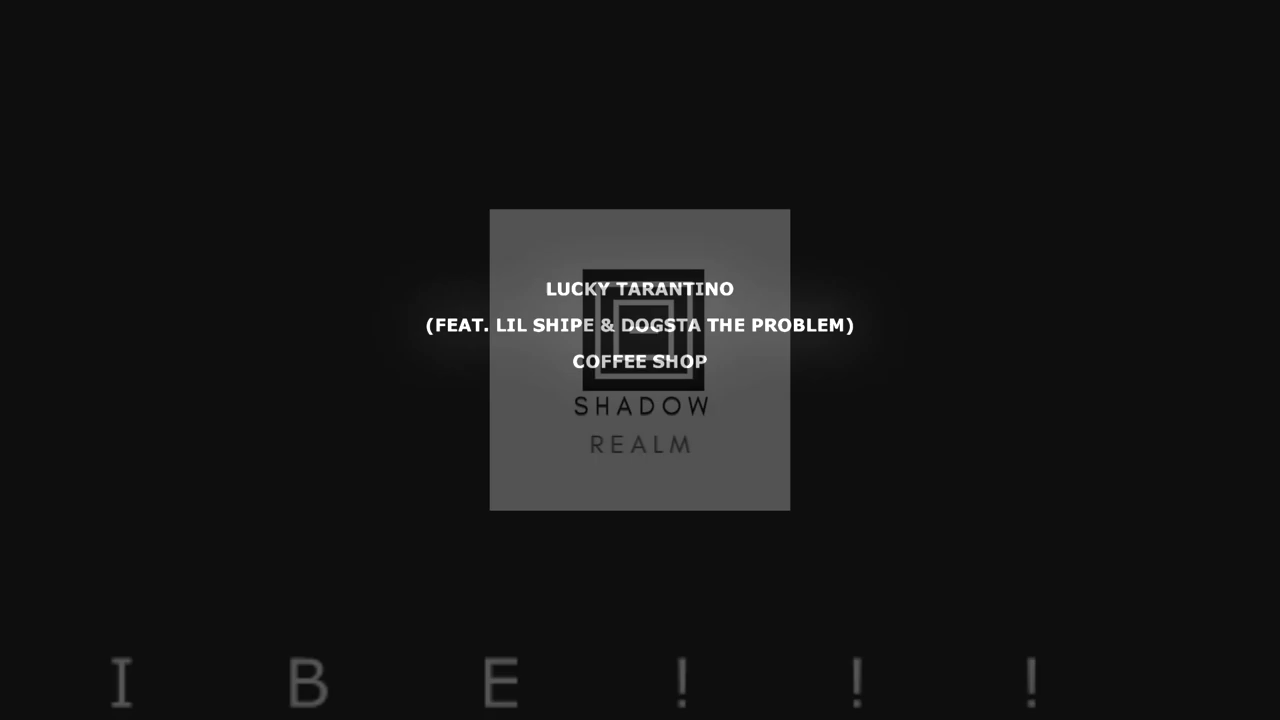 LUCKY TARANTINO
(FEAT. LIL SHIPE & DOGSTA THE PROBLEM)
COFFEE SHOP
SHADOW
REALM
I B E ! ! !